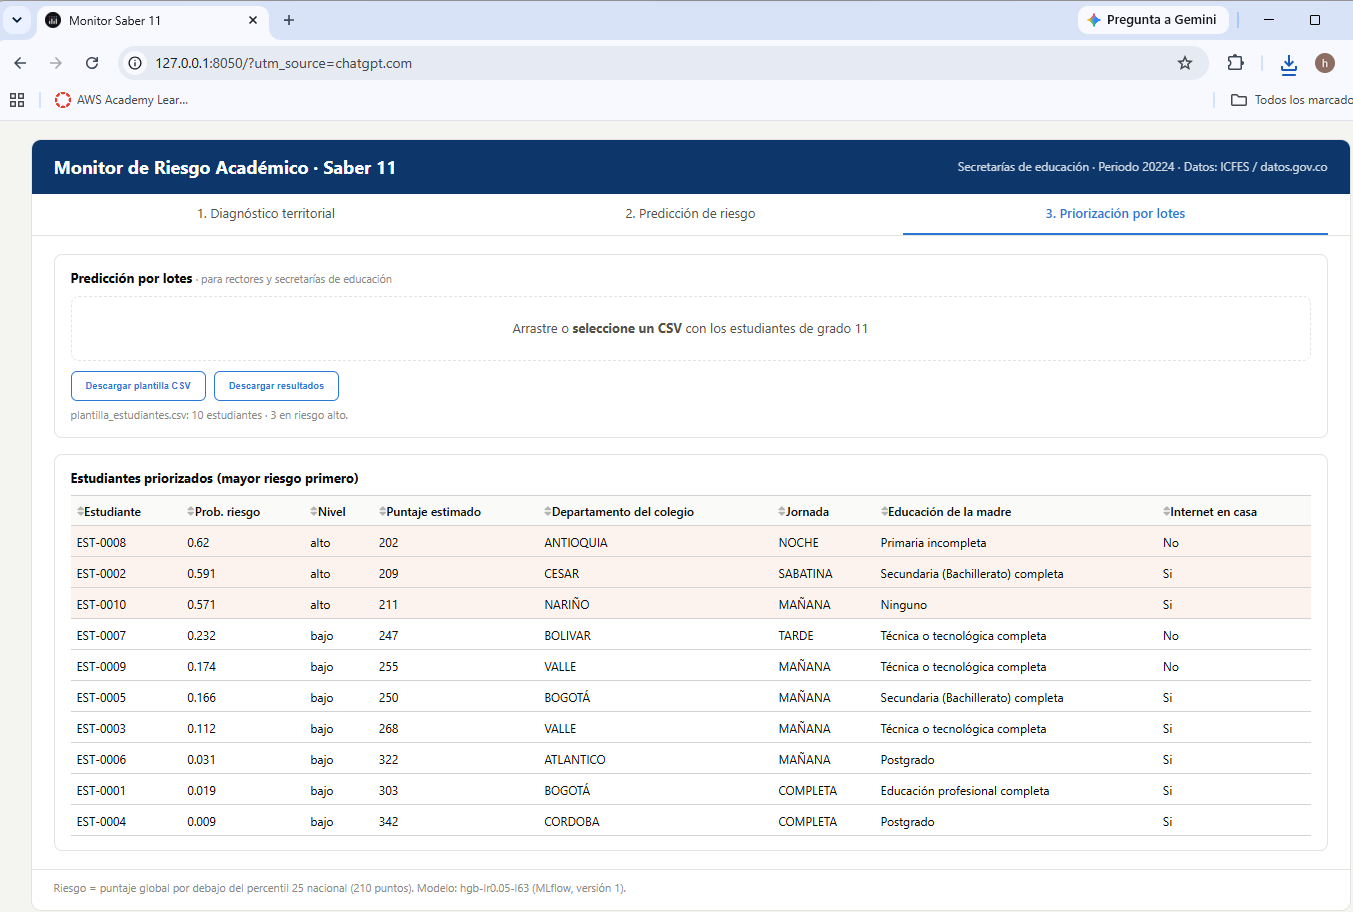 Monitor Saber 11
Pregunta a Gemini
127.0.0.1:8050/?utm_source=chatgpt.com
h
AWS Academy Lear...
Todos los marcado
Monitor de Riesgo Académico · Saber 11
Secretarías de educación · Periodo 20224 · Datos: ICFES / datos.gov.co
1. Diagnóstico territorial
2. Predicción de riesgo
3. Priorización por lotes
Predicción por lotes · para rectores y secretarías de educación
Arrastre o seleccione un CSV con los estudiantes de grado 11
Descargar plantilla CSV
Descargar resultados
plantilla_estudiantes.csv: 10 estudiantes · 3 en riesgo alto.
Estudiantes priorizados (mayor riesgo primero)
Estudiante Prob. riesgo Nivel Puntaje estimado Departamento del colegio Jornada Educación de la madre Internet en casa
EST-0008 0.62 alto 202 ANTIOQUIA NOCHE Primaria incompleta No
EST-0002 0.591 alto 209 CESAR SABATINA Secundaria (Bachillerato) completa Si
EST-0010 0.571 alto 211 NARIÑO MAÑANA Ninguno Si
EST-0007 0.232 bajo 247 BOLIVAR TARDE Técnica o tecnológica completa No
EST-0009 0.174 bajo 255 VALLE MAÑANA Técnica o tecnológica completa No
EST-0005 0.166 bajo 250 BOGOTÁ MAÑANA Secundaria (Bachillerato) completa Si
EST-0003 0.112 bajo 268 VALLE MAÑANA Técnica o tecnológica completa Si
EST-0006 0.031 bajo 322 ATLANTICO MAÑANA Postgrado Si
EST-0001 0.019 bajo 303 BOGOTÁ COMPLETA Educación profesional completa Si
EST-0004 0.009 bajo 342 CORDOBA COMPLETA Postgrado Si
Riesgo = puntaje global por debajo del percentil 25 nacional (210 puntos). Modelo: hgb-lr0.05-l63 (MLflow, versión 1).